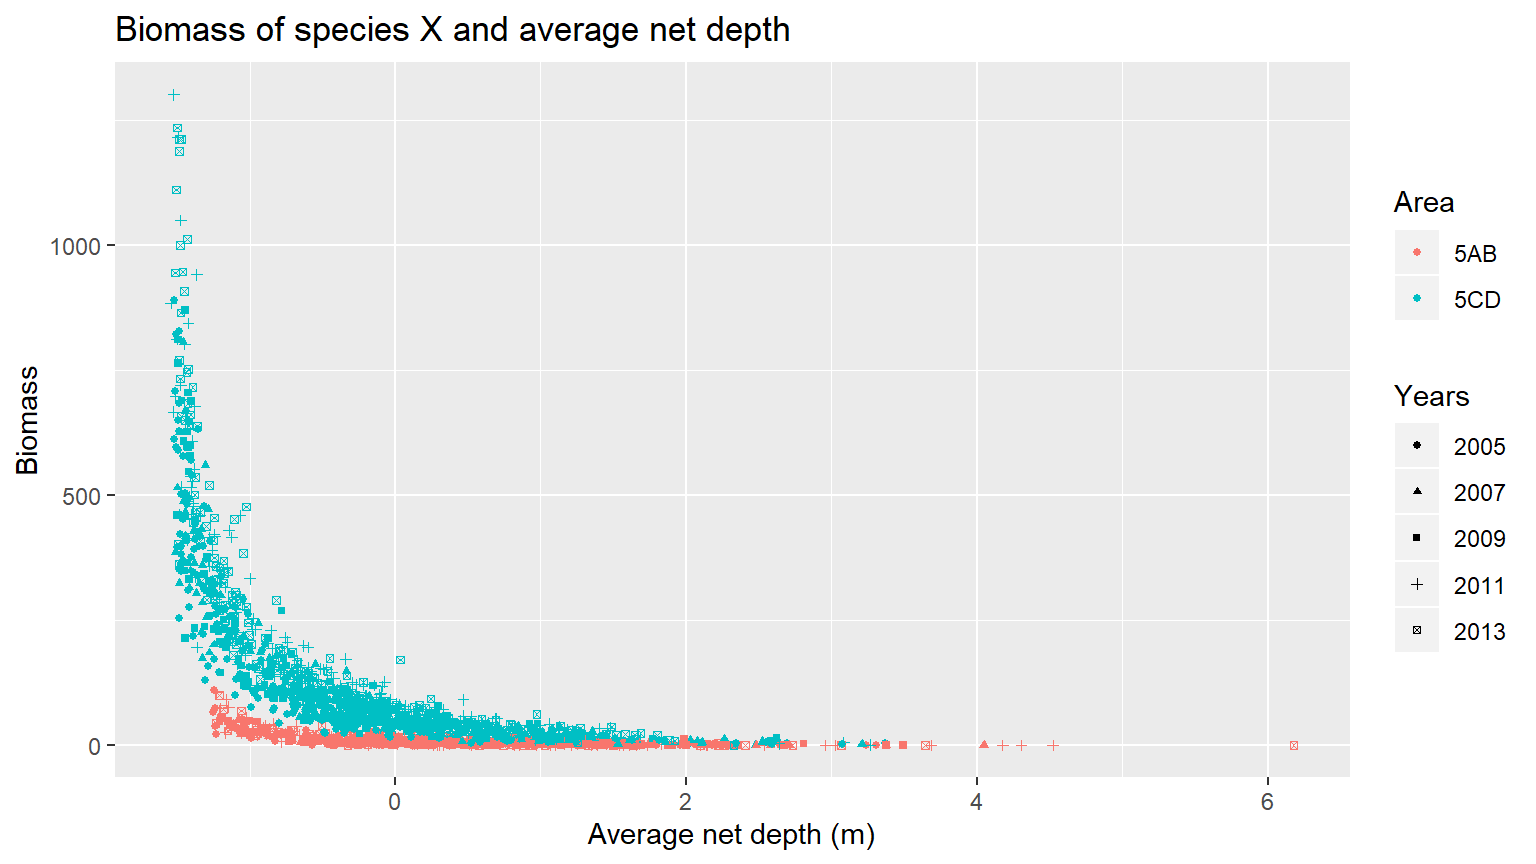 Biomass of species X and average net depth
Biomass
1000
500
0
0
2
4
6
Average net depth (m)
Area
5AB
5CD
Years
2005
2007
2009
2011
2013